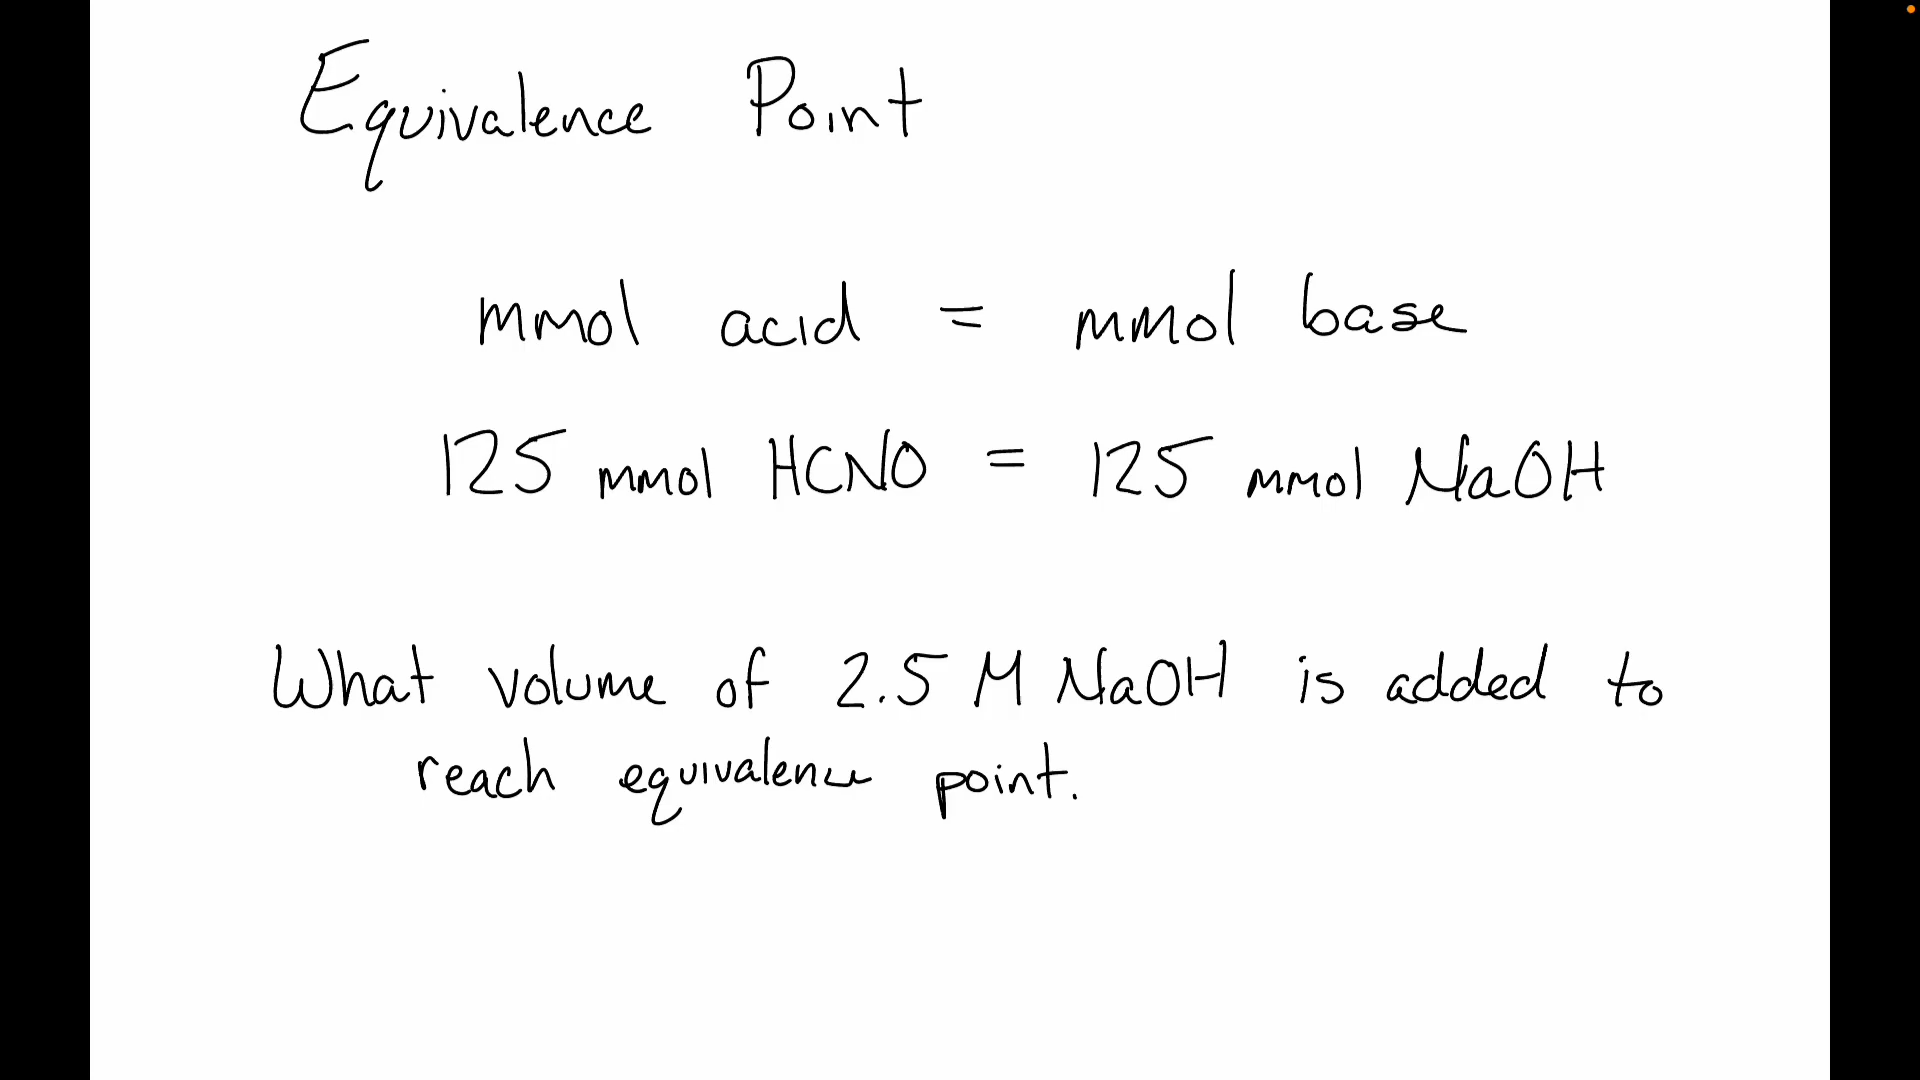 Equivalence Point
mmol acid = mmol base
125 mmol HCNO = 125 mmol NaOH
What volume of 2.5 M NaOH is added to
reach equivalence point.